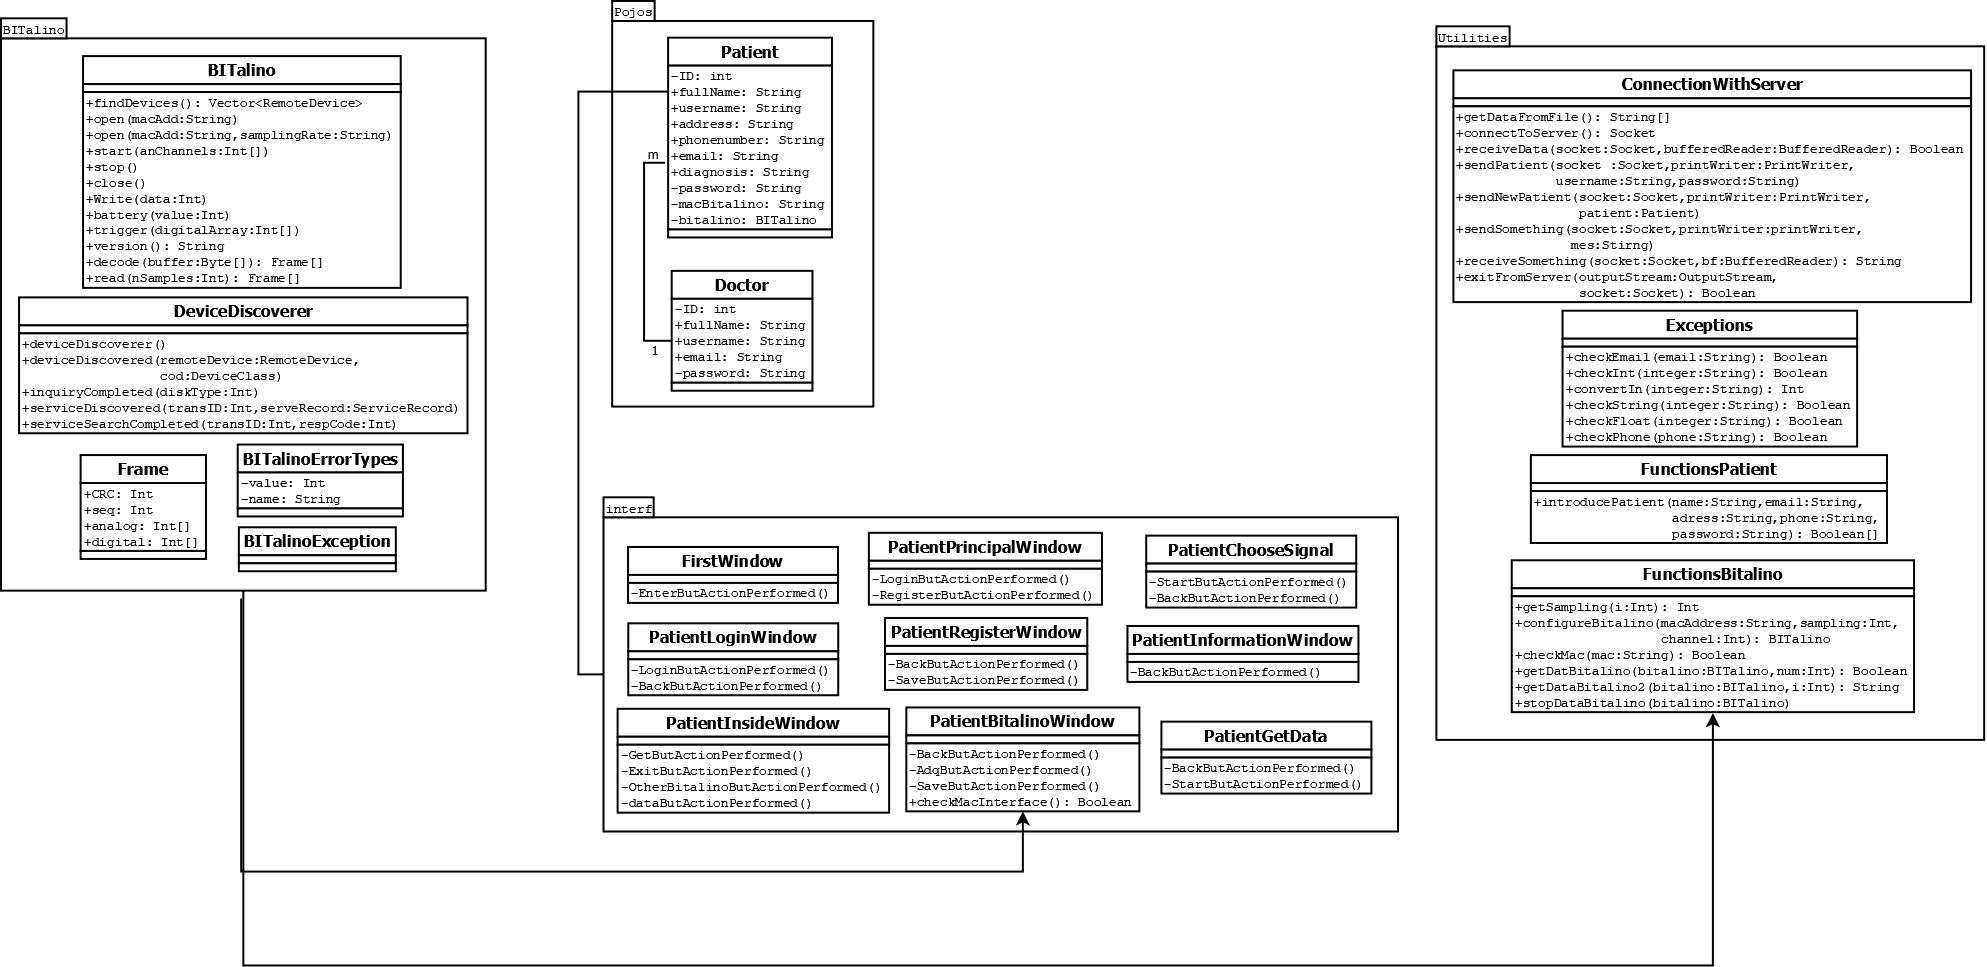 BITalino
BITalino
+findDevices(): Vector<RemoteDevice>
+open(macAdd:String)
+open(macAdd:String,samplingRate:String)
+start(anChannels:Int[])
+stop()
+close()
+Write(data:Int)
+battery(value:Int)
+trigger(digitalArray:Int[])
+version(): String
+decode(buffer:Byte[]): Frame[]
+read(nSamples:Int): Frame[]
DeviceDiscoverer
+deviceDiscoverer()
+deviceDiscovered(remoteDevice:RemoteDevice,
cod:DeviceClass)
+inquiryCompleted(diskType:Int)
+serviceDiscovered(transID:Int,serveRecord:ServiceRecord)
+serviceSearchCompleted(transID:Int,respCode:Int)
Frame
+CRC: Int
+seq: Int
+analog: Int[]
+digital: Int[]
BITalinoErrorTypes
-value: Int
-name: String
BITalinoException
Pojos
Patient
-ID: int
+fullName: String
+username: String
+address: String
+phonenumber: String
+email: String
+diagnosis: String
-password: String
-macBitalino: String
-bitalino: BITalino
m
1
Doctor
-ID: int
+fullName: String
+username: String
+email: String
-password: String
interf
FirstWindow
-EnterButActionPerformed()
PatientPrincipalWindow
-LoginButActionPerformed()
-RegisterButActionPerformed()
PatientChooseSignal
-StartButActionPerformed()
-BackButActionPerformed()
PatientLoginWindow
-LoginButActionPerformed()
-BackButActionPerformed()
PatientRegisterWindow
-BackButActionPerformed()
-SaveButActionPerformed()
PatientInformationWindow
-BackButActionPerformed()
PatientInsideWindow
-GetButActionPerformed()
-ExitButActionPerformed()
-OtherBitalinoButActionPerformed()
-dataButActionPerformed()
PatientBitalinoWindow
-BackButActionPerformed()
-AdqButActionPerformed()
-SaveButActionPerformed()
+checkMacInterface(): Boolean
PatientGetData
-BackButActionPerformed()
-StartButActionPerformed()
Utilities
ConnectionWithServer
+getDataFromFile(): String[]
+connectToServer(): Socket
+receiveData(socket:Socket,bufferedReader:BufferedReader): Boolean
+sendPatient(socket :Socket,printWriter:PrintWriter,
username:String,password:String)
+sendNewPatient(socket:Socket,printWriter:PrintWriter,
patient:Patient)
+sendSomething(socket:Socket,printWriter:printWriter,
mes:Stirng)
+receiveSomething(socket:Socket,bf:BufferedReader): String
+exitFromServer(outputStream:OutputStream,
socket:Socket): Boolean
Exceptions
+checkEmail(email:String): Boolean
+checkInt(integer:String): Boolean
+convertIn(integer:String): Int
+checkString(integer:String): Boolean
+checkFloat(integer:String): Boolean
+checkPhone(phone:String): Boolean
FunctionsPatient
+introducePatient(name:String,email:String,
adress:String,phone:String,
password:String): Boolean[]
FunctionsBitalino
+getSampling(i:Int): Int
+configureBitalino(macAddress:String,sampling:Int,
channel:Int): BITalino
+checkMac(mac:String): Boolean
+getDatBitalino(bitalino:BITalino,num:Int): Boolean
+getDataBitalino2(bitalino:BITalino,i:Int): String
+stopDataBitalino(bitalino:BITalino)